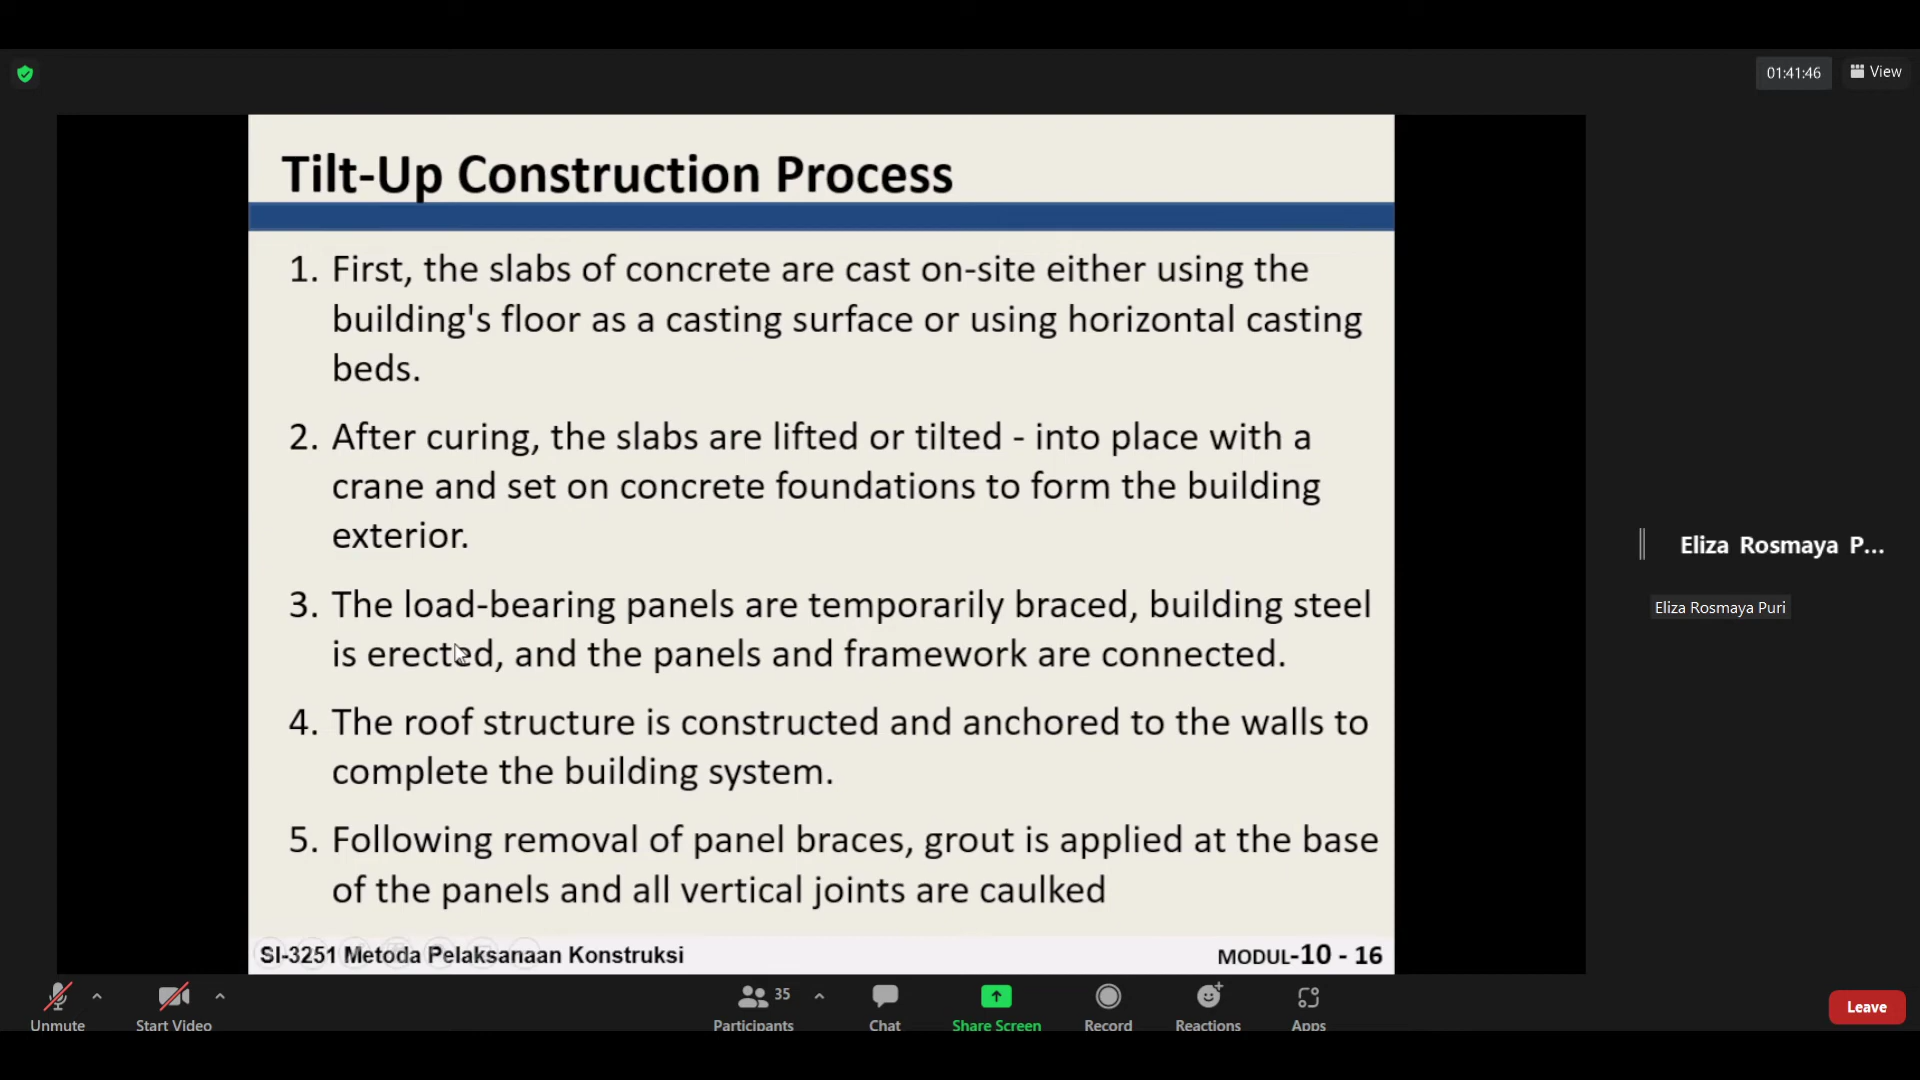 01:41:46 View
Tilt-Up Construction Process
1. First, the slabs of concrete are cast on-site either using the
building's floor as a casting surface or using horizontal casting
beds.
2. After curing, the slabs are lifted or tilted - into place with a
crane and set on concrete foundations to form the building
exterior.
3. The load-bearing panels are temporarily braced, building steel
is erected, and the panels and framework are connected.
4. The roof structure is constructed and anchored to the walls to
complete the building system.
5. Following removal of panel braces, grout is applied at the base
of the panels and all vertical joints are caulked
SI-3251 Metoda Pelaksanaan Konstruksi MODUL-10 - 16
Eliza Rosmaya P...
Eliza Rosmaya Puri
35
Unmute Start Video Participants Chat Share Screen Record Reactions Apps Leave